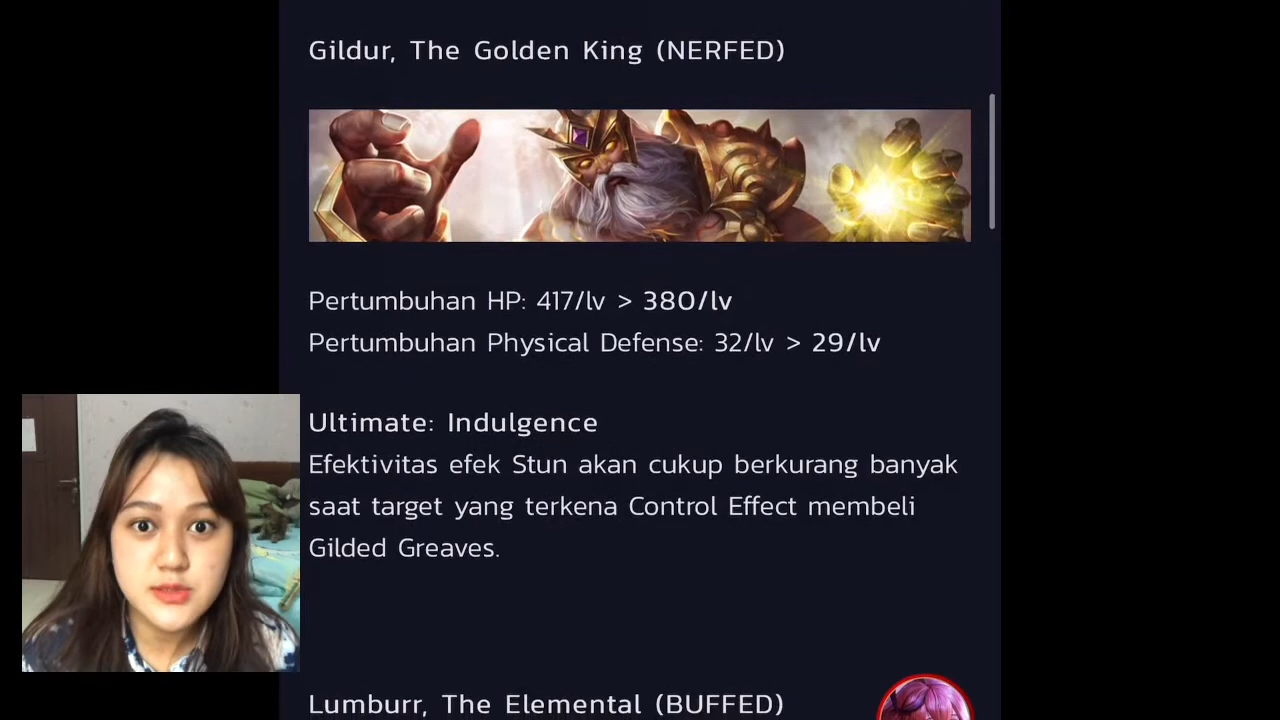 Gildur, The Golden King (NERFED)
Pertumbuhan HP: 417/lv > 380/lv
Pertumbuhan Physical Defense: 32/lv > 29/lv
Ultimate: Indulgence
Efektivitas efek Stun akan cukup berkurang banyak
saat target yang terkena Control Effect membeli
Gilded Greaves.
Lumburr, The Elemental (BUFFED)